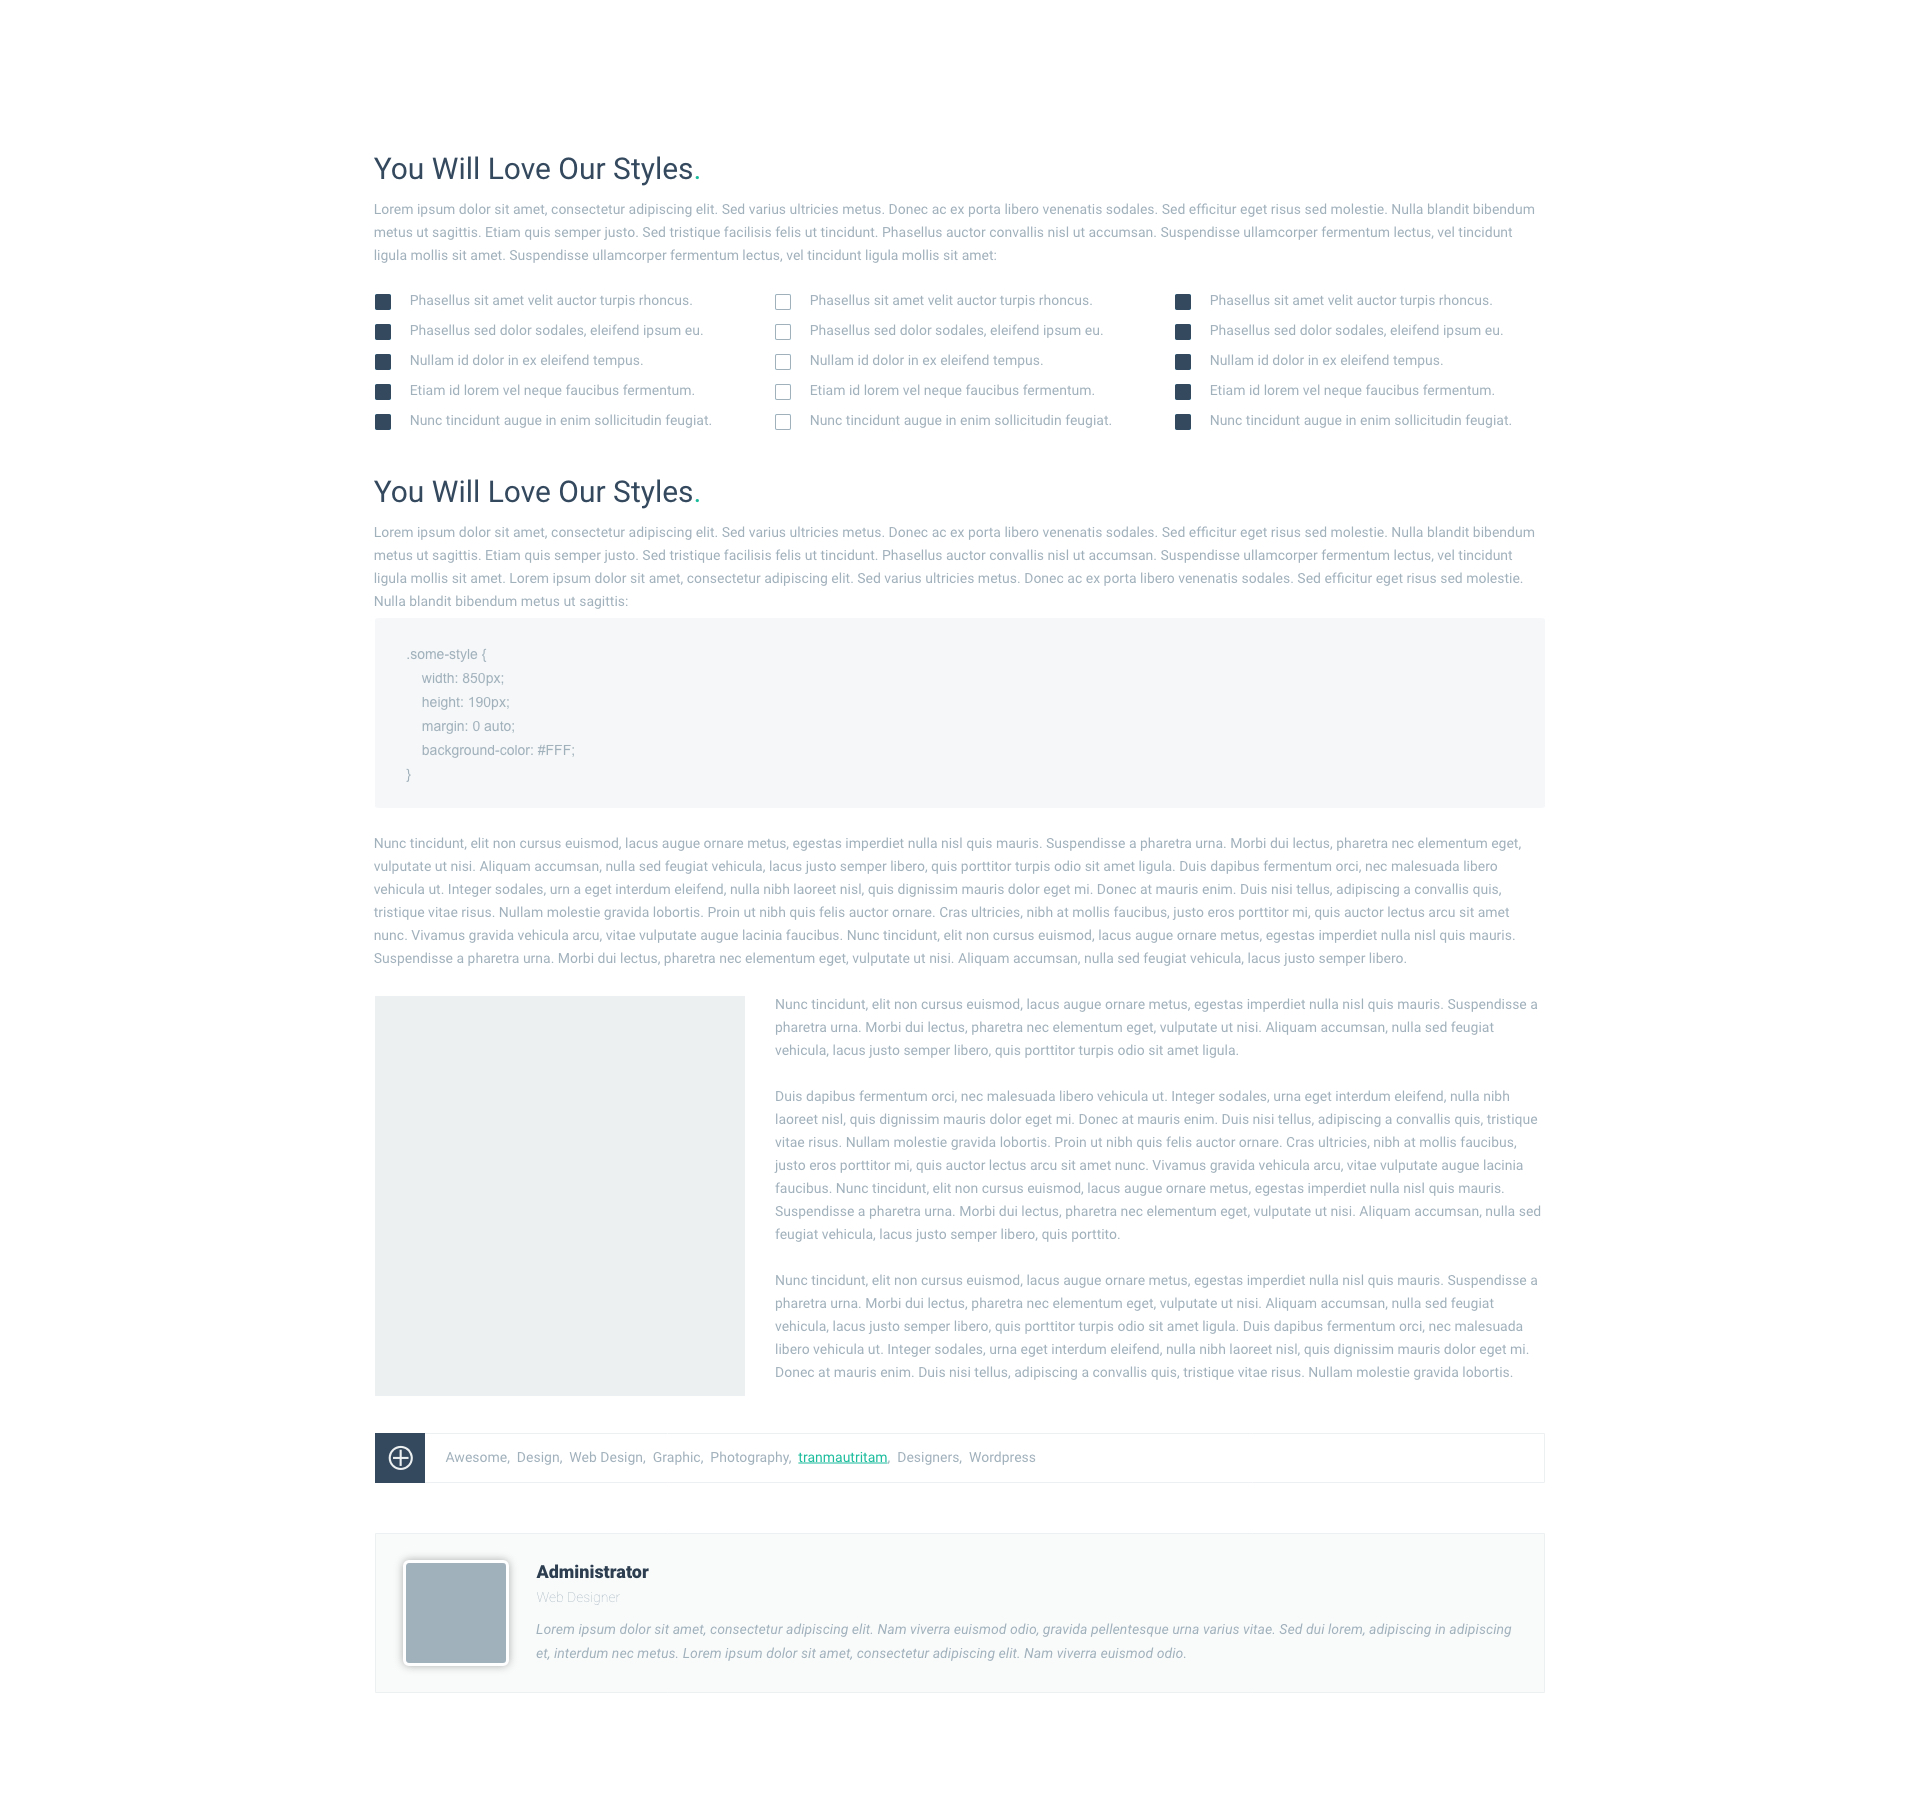 You Will Love Our Styles.
Lorem ipsum dolor sit amet, consectetur adipiscing elit. Sed varius ultricies metus. Donec ac ex porta libero venenatis sodales. Sed efficitur eget risus sed molestie. Nulla blandit bibendum
metus ut sagittis. Etiam quis semper justo. Sed tristique facilisis felis ut tincidunt. Phasellus auctor convallis nisl ut accumsan. Suspendisse ullamcorper fermentum lectus, vel tincidunt
ligula mollis sit amet. Suspendisse ullamcorper fermentum lectus, vel tincidunt ligula mollis sit amet:
Phasellus sit amet velit auctor turpis rhoncus.
Phasellus sed dolor sodales, eleifend ipsum eu.
Nullam id dolor in ex eleifend tempus.
Etiam id lorem vel neque faucibus fermentum.
Nunc tincidunt augue in enim sollicitudin feugiat.
Phasellus sit amet velit auctor turpis rhoncus.
Phasellus sed dolor sodales, eleifend ipsum eu.
Nullam id dolor in ex eleifend tempus.
Etiam id lorem vel neque faucibus fermentum.
Nunc tincidunt augue in enim sollicitudin feugiat.
Phasellus sit amet velit auctor turpis rhoncus.
Phasellus sed dolor sodales, eleifend ipsum eu.
Nullam id dolor in ex eleifend tempus.
Etiam id lorem vel neque faucibus fermentum.
Nunc tincidunt augue in enim sollicitudin feugiat.
You Will Love Our Styles.
Lorem ipsum dolor sit amet, consectetur adipiscing elit. Sed varius ultricies metus. Donec ac ex porta libero venenatis sodales. Sed efficitur eget risus sed molestie. Nulla blandit bibendum
metus ut sagittis. Etiam quis semper justo. Sed tristique facilisis felis ut tincidunt. Phasellus auctor convallis nisl ut accumsan. Suspendisse ullamcorper fermentum lectus, vel tincidunt
ligula mollis sit amet. Lorem ipsum dolor sit amet, consectetur adipiscing elit. Sed varius ultricies metus. Donec ac ex porta libero venenatis sodales. Sed efficitur eget risus sed molestie.
Nulla blandit bibendum metus ut sagittis:
.some-style {
width: 850px;
height: 190px;
margin: 0 auto;
background-color: #FFF;
}
Nunc tincidunt, elit non cursus euismod, lacus augue ornare metus, egestas imperdiet nulla nisl quis mauris. Suspendisse a pharetra urna. Morbi dui lectus, pharetra nec elementum eget,
vulputate ut nisi. Aliquam accumsan, nulla sed feugiat vehicula, lacus justo semper libero, quis porttitor turpis odio sit amet ligula. Duis dapibus fermentum orci, nec malesuada libero
vehicula ut. Integer sodales, urn a eget interdum eleifend, nulla nibh laoreet nisl, quis dignissim mauris dolor eget mi. Donec at mauris enim. Duis nisi tellus, adipiscing a convallis quis,
tristique vitae risus. Nullam molestie gravida lobortis. Proin ut nibh quis felis auctor ornare. Cras ultricies, nibh at mollis faucibus, justo eros porttitor mi, quis auctor lectus arcu sit amet
nunc. Vivamus gravida vehicula arcu, vitae vulputate augue lacinia faucibus. Nunc tincidunt, elit non cursus euismod, lacus augue ornare metus, egestas imperdiet nulla nisl quis mauris.
Suspendisse a pharetra urna. Morbi dui lectus, pharetra nec elementum eget, vulputate ut nisi. Aliquam accumsan, nulla sed feugiat vehicula, lacus justo semper libero.
Nunc tincidunt, elit non cursus euismod, lacus augue ornare metus, egestas imperdiet nulla nisl quis mauris. Suspendisse a
pharetra urna. Morbi dui lectus, pharetra nec elementum eget, vulputate ut nisi. Aliquam accumsan, nulla sed feugiat
vehicula, lacus justo semper libero, quis porttitor turpis odio sit amet ligula.
Duis dapibus fermentum orci, nec malesuada libero vehicula ut. Integer sodales, urna eget interdum eleifend, nulla nibh
laoreet nisl, quis dignissim mauris dolor eget mi. Donec at mauris enim. Duis nisi tellus, adipiscing a convallis quis, tristique
vitae risus. Nullam molestie gravida lobortis. Proin ut nibh quis felis auctor ornare. Cras ultricies, nibh at mollis faucibus,
justo eros porttitor mi, quis auctor lectus arcu sit amet nunc. Vivamus gravida vehicula arcu, vitae vulputate augue lacinia
faucibus. Nunc tincidunt, elit non cursus euismod, lacus augue ornare metus, egestas imperdiet nulla nisl quis mauris.
Suspendisse a pharetra urna. Morbi dui lectus, pharetra nec elementum eget, vulputate ut nisi. Aliquam accumsan, nulla sed
feugiat vehicula, lacus justo semper libero, quis porttito.
Nunc tincidunt, elit non cursus euismod, lacus augue ornare metus, egestas imperdiet nulla nisl quis mauris. Suspendisse a
pharetra urna. Morbi dui lectus, pharetra nec elementum eget, vulputate ut nisi. Aliquam accumsan, nulla sed feugiat
vehicula, lacus justo semper libero, quis porttitor turpis odio sit amet ligula. Duis dapibus fermentum orci, nec malesuada
libero vehicula ut. Integer sodales, urna eget interdum eleifend, nulla nibh laoreet nisl, quis dignissim mauris dolor eget mi.
Donec at mauris enim. Duis nisi tellus, adipiscing a convallis quis, tristique vitae risus. Nullam molestie gravida lobortis.
Awesome, Design, Web Design, Graphic, Photography, tranmautritam, Designers, Wordpress
Administrator
Web Designer
Lorem ipsum dolor sit amet, consectetur adipiscing elit. Nam viverra euismod odio, gravida pellentesque urna varius vitae. Sed dui lorem, adipiscing in adipiscing
et, interdum nec metus. Lorem ipsum dolor sit amet, consectetur adipiscing elit. Nam viverra euismod odio.